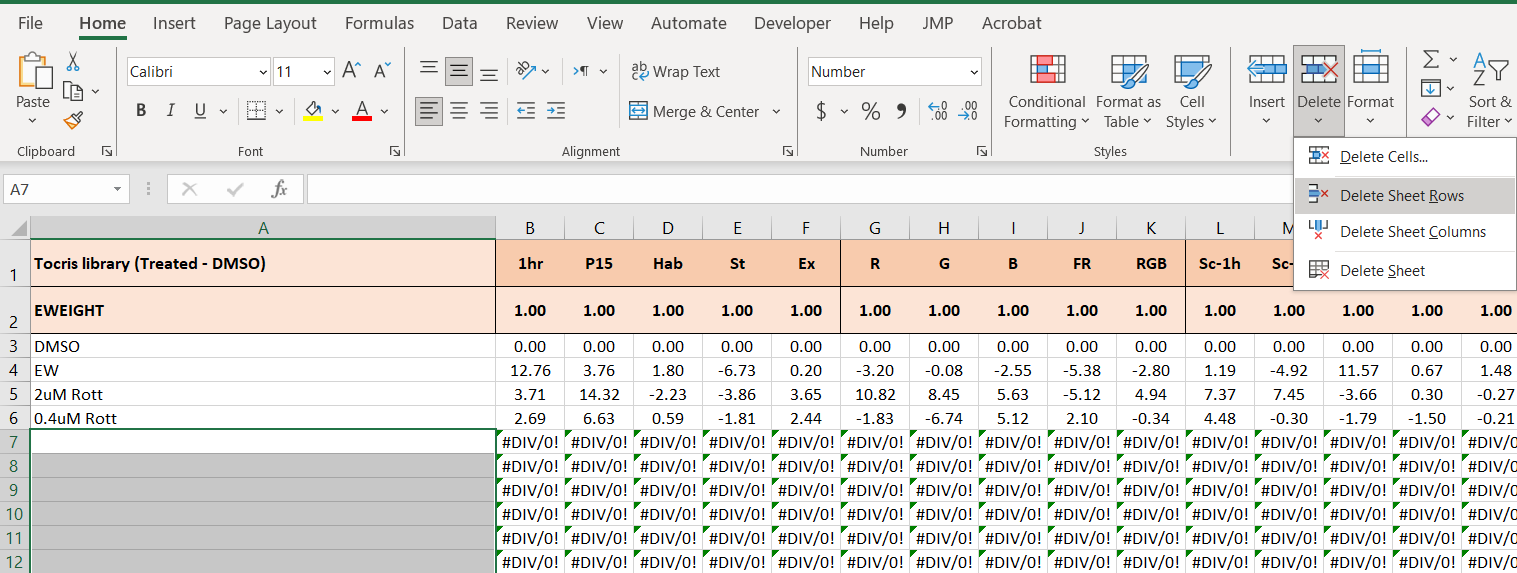 File Home Insert Page Layout Formulas Data Review View Automate Developer Help JMP Acrobat
Paste
Clipboard
Calibri 11
B I U
Font
Wrap Text
Merge & Center
Alignment
Number
$ % ,
Number
Conditional Formatting
Format as Table
Cell Styles
Styles
Insert Delete Format
Sort & Filter
Delete Cells...
Delete Sheet Rows
Delete Sheet Columns
Delete Sheet
A7 fx
A B C D E F G H I J K L
1 Tocris library (Treated - DMSO) 1hr P15 Hab St Ex R G B FR RGB Sc-1h
2 EWEIGHT 1.00 1.00 1.00 1.00 1.00 1.00 1.00 1.00 1.00 1.00 1.00 1.00 1.00 1.00 1.00
3 DMSO 0.00 0.00 0.00 0.00 0.00 0.00 0.00 0.00 0.00 0.00 0.00 0.00 0.00 0.00 0.00
4 EW 12.76 3.76 1.80 -6.73 0.20 -3.20 -0.08 -2.55 -5.38 -2.80 1.19 -4.92 11.57 0.67 1.48
5 2uM Rott 3.71 14.32 -2.23 -3.86 3.65 10.82 8.45 5.63 -5.12 4.94 7.37 7.45 -3.66 0.30 -0.27
6 0.4uM Rott 2.69 6.63 0.59 -1.81 2.44 -1.83 -6.74 5.12 2.10 -0.34 4.48 -0.30 -1.79 -1.50 -0.21
7 #DIV/0! #DIV/0! #DIV/0! #DIV/0! #DIV/0! #DIV/0! #DIV/0! #DIV/0! #DIV/0! #DIV/0! #DIV/0! #DIV/0! #DIV/0! #DIV/0! #DIV/0
8 #DIV/0! #DIV/0! #DIV/0! #DIV/0! #DIV/0! #DIV/0! #DIV/0! #DIV/0! #DIV/0! #DIV/0! #DIV/0! #DIV/0! #DIV/0! #DIV/0! #DIV/0
9 #DIV/0! #DIV/0! #DIV/0! #DIV/0! #DIV/0! #DIV/0! #DIV/0! #DIV/0! #DIV/0! #DIV/0! #DIV/0! #DIV/0! #DIV/0! #DIV/0! #DIV/0
10 #DIV/0! #DIV/0! #DIV/0! #DIV/0! #DIV/0! #DIV/0! #DIV/0! #DIV/0! #DIV/0! #DIV/0! #DIV/0! #DIV/0! #DIV/0! #DIV/0! #DIV/0
11 #DIV/0! #DIV/0! #DIV/0! #DIV/0! #DIV/0! #DIV/0! #DIV/0! #DIV/0! #DIV/0! #DIV/0! #DIV/0! #DIV/0! #DIV/0! #DIV/0! #DIV/0
12 #DIV/0! #DIV/0! #DIV/0! #DIV/0! #DIV/0! #DIV/0! #DIV/0! #DIV/0! #DIV/0! #DIV/0! #DIV/0! #DIV/0! #DIV/0! #DIV/0! #DIV/0